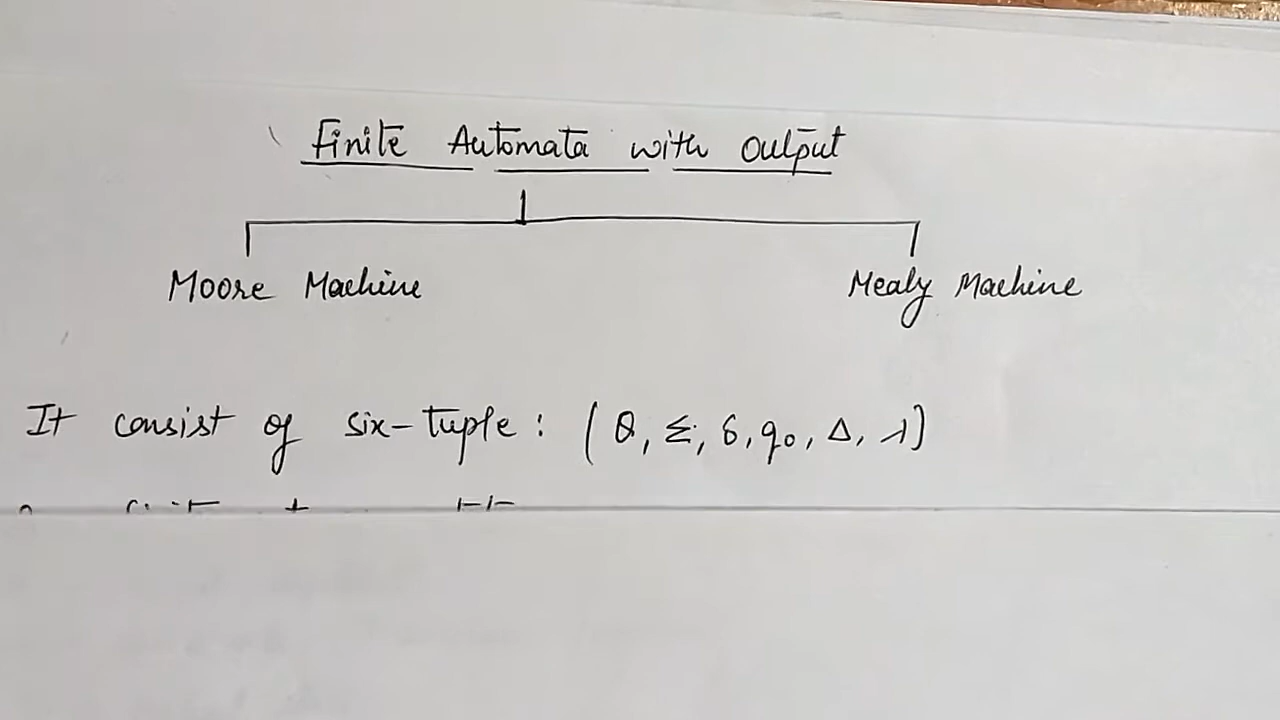 Finite Automata with Output
Moore Machine
Mealy Machine
It consist of six-tuple : ( Q, Σ, δ, q₀, Δ, λ)